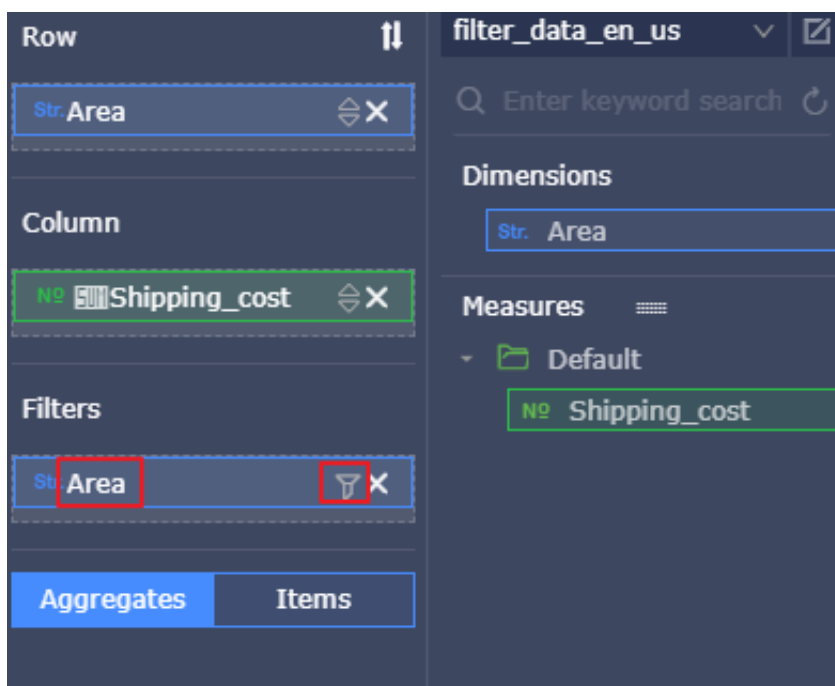 Row
Str. Area
Column
Nº SUM Shipping_cost
Filters
Str. Area
Aggregates Items
filter_data_en_us
Enter keyword search
Dimensions
Str. Area
Measures
Default
Nº Shipping_cost